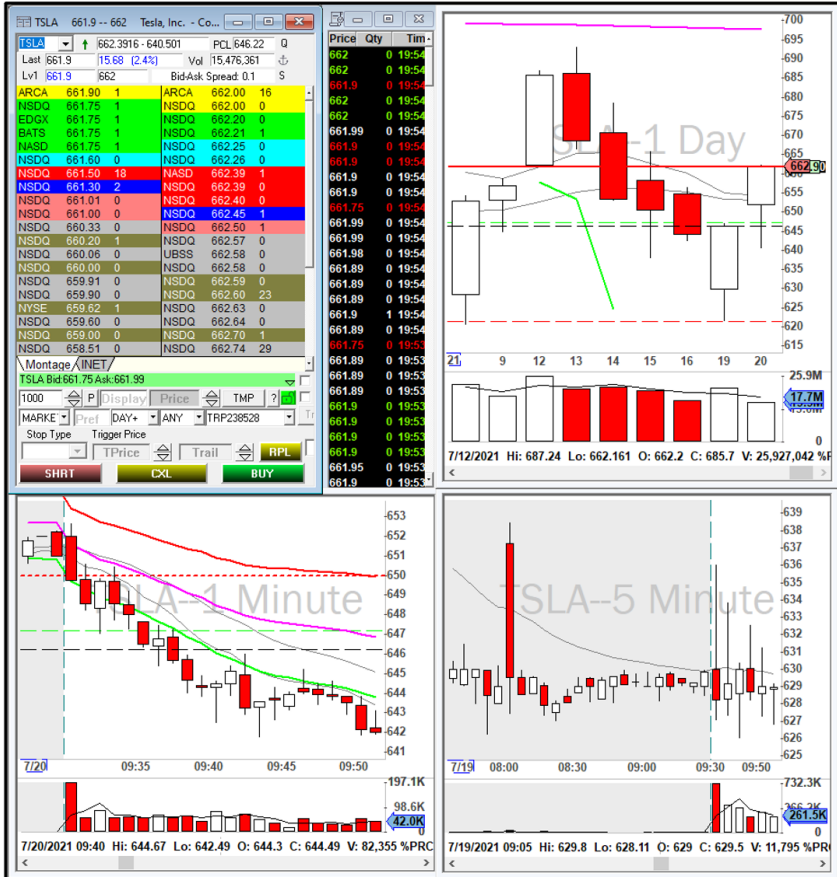 TSLA 661.9 -- 662 Tesla, Inc. - Co...
TSLA 662.3916 - 640.501 PCL 646.22 Q
Last 661.9 15.68 (2.4%) Vol 15,476,361
Lv1 661.9 662 Bid-Ask Spread: 0.1 S
ARCA 661.90 1 ARCA 662.00 16
NSDQ 661.75 1 NSDQ 662.00 0
EDGX 661.75 1 NSDQ 662.20 0
BATS 661.75 1 NSDQ 662.21 1
NASD 661.75 1 NSDQ 662.25 0
NSDQ 661.60 0 NSDQ 662.26 0
NSDQ 661.50 18 NASD 662.39 1
NSDQ 661.30 2 NSDQ 662.39 0
NSDQ 661.01 0 NSDQ 662.40 0
NSDQ 661.00 0 NSDQ 662.45 1
NSDQ 660.33 0 NSDQ 662.50 1
NSDQ 660.20 1 NSDQ 662.57 0
NSDQ 660.06 0 UBSS 662.58 0
NSDQ 660.00 0 NSDQ 662.58 0
NSDQ 659.91 0 NSDQ 662.59 0
NSDQ 659.90 0 NSDQ 662.60 23
NYSE 659.62 1 NSDQ 662.63 0
NSDQ 659.60 0 NSDQ 662.64 0
NSDQ 659.00 0 NSDQ 662.70 1
NSDQ 658.51 0 NSDQ 662.74 29
Montage INET
TSLA Bid:661.75 Ask:661.99
1000 P Display Price TMP ?
MARKE Pref DAY+ ANY TRP238528 Tr
Stop Type Trigger Price
TPrice Trail RPL
SHRT CXL BUY
Price Qty Tim
662 0 19:54
662 0 19:54
661.9 0 19:54
662 0 19:54
662 0 19:54
661.99 0 19:54
661.9 0 19:54
661.9 0 19:54
661.9 0 19:54
661.9 0 19:54
661.75 0 19:54
661.99 0 19:54
661.99 0 19:54
661.98 0 19:54
661.89 0 19:54
661.89 0 19:54
661.9 0 19:54
661.9 1 19:54
661.9 0 19:54
661.89 0 19:54
661.75 0 19:53
661.89 0 19:53
661.89 0 19:53
661.89 0 19:53
661.9 0 19:53
661.9 0 19:53
661.9 0 19:53
661.9 0 19:53
661.95 0 19:53
661.9 0 19:53
SLA--1 Day
700
695
690
685
680
675
670
665
662.9
655
650
645
640
635
630
625
620
615
21 9 12 13 14 15 16 19 20
25.9M
17.7M
0
7/12/2021 Hi: 687.24 Lo: 662.161 O: 662.2 C: 685.7 V: 25,927,042 %PF
TSLA--1 Minute
653
652
651
650
649
648
647
646
645
644
643
642
641
7/20 09:35 09:40 09:45 09:50
197.1K
98.6K
42.0K
0
7/20/2021 09:40 Hi: 644.67 Lo: 642.49 O: 644.3 C: 644.49 V: 82,355 %PRC
TSLA--5 Minute
639
638
637
636
635
634
633
632
631
630
629
628
627
626
625
7/19 08:00 08:30 09:00 09:30 09:50
732.3K
261.5K
0
7/19/2021 09:05 Hi: 629.8 Lo: 628.11 O: 629 C: 629.5 V: 11,795 %PRC